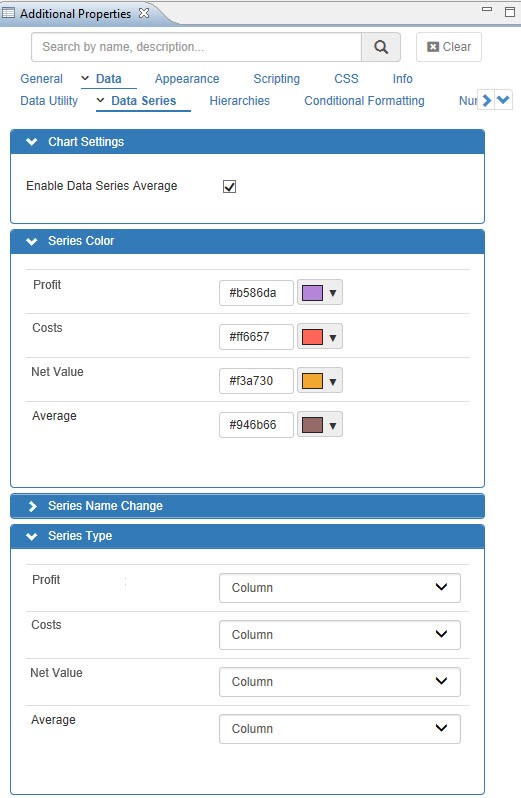 Additional Properties
Search by name, description...
Clear
General Data Appearance Scripting CSS Info
Data Utility Data Series Hierarchies Conditional Formatting Nu
Chart Settings
Enable Data Series Average
Series Color
Profit #b586da
Costs #ff6657
Net Value #f3a730
Average #946b66
Series Name Change
Series Type
Profit : Column
Costs Column
Net Value Column
Average Column